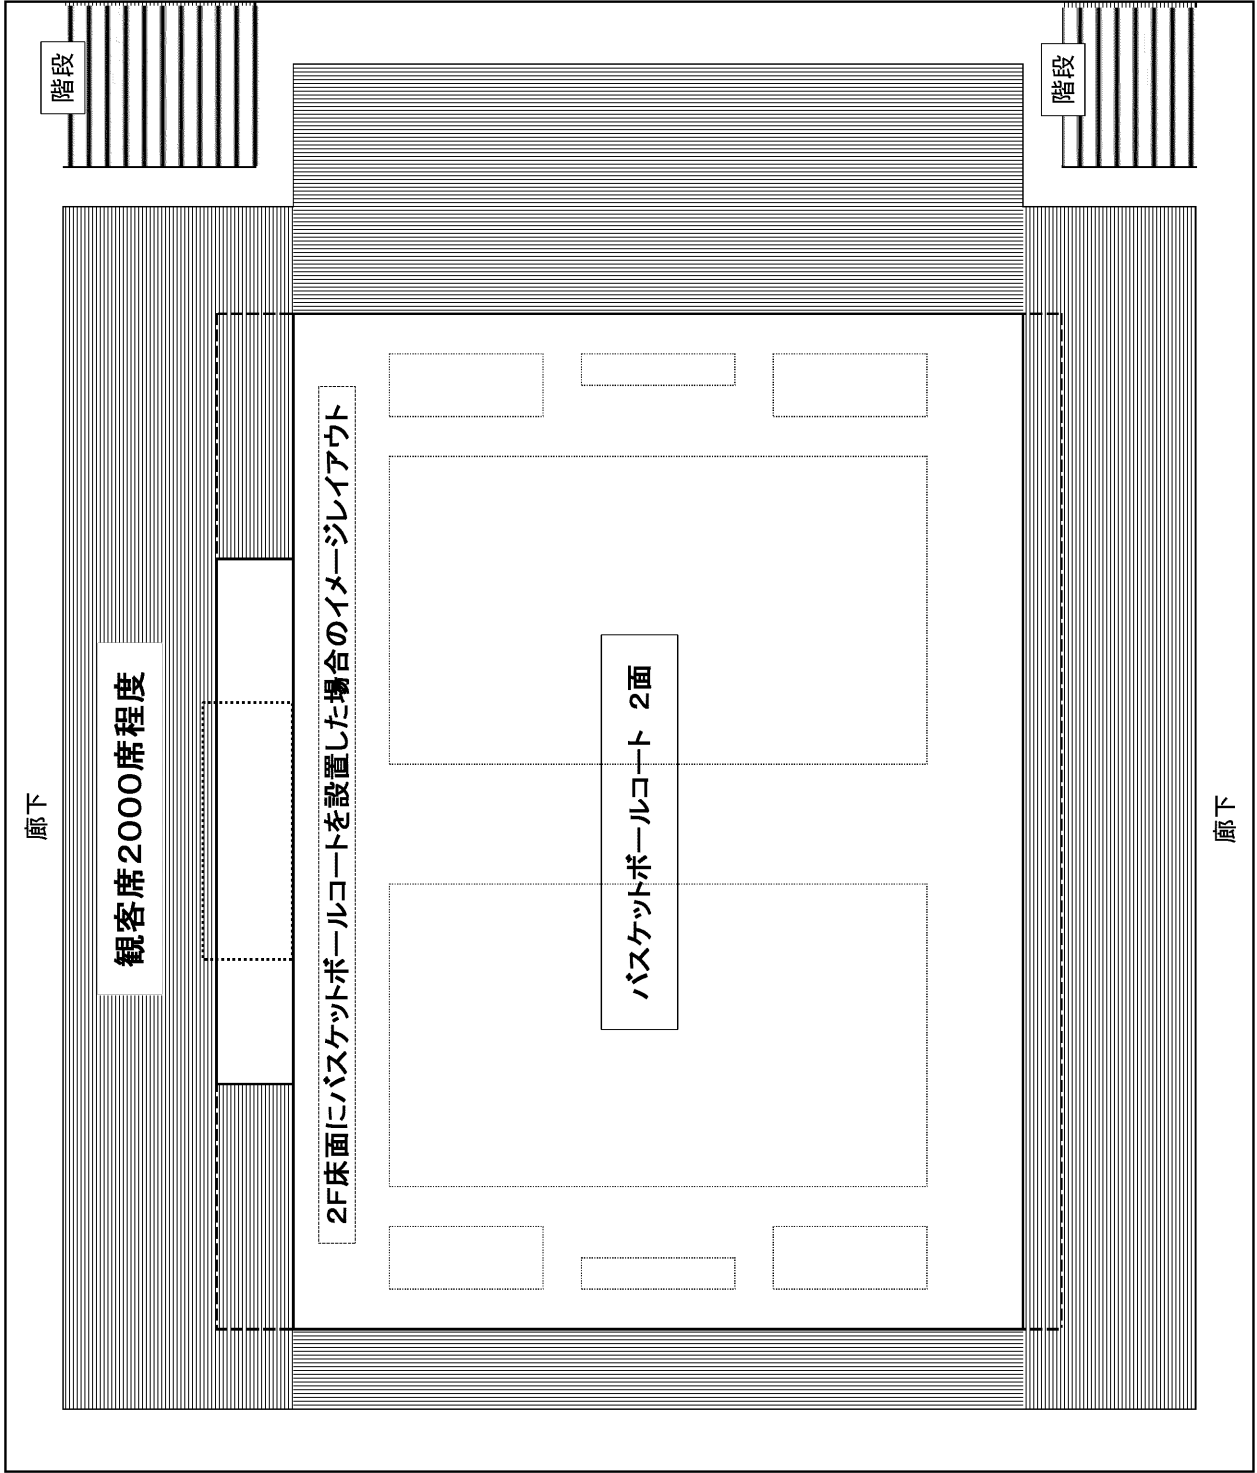 階段
階段
廊下
観客席2000席程度
2F床面にバスケットボールコートを設置した場合のイメージレイアウト
バスケットボールコート 2面
廊下